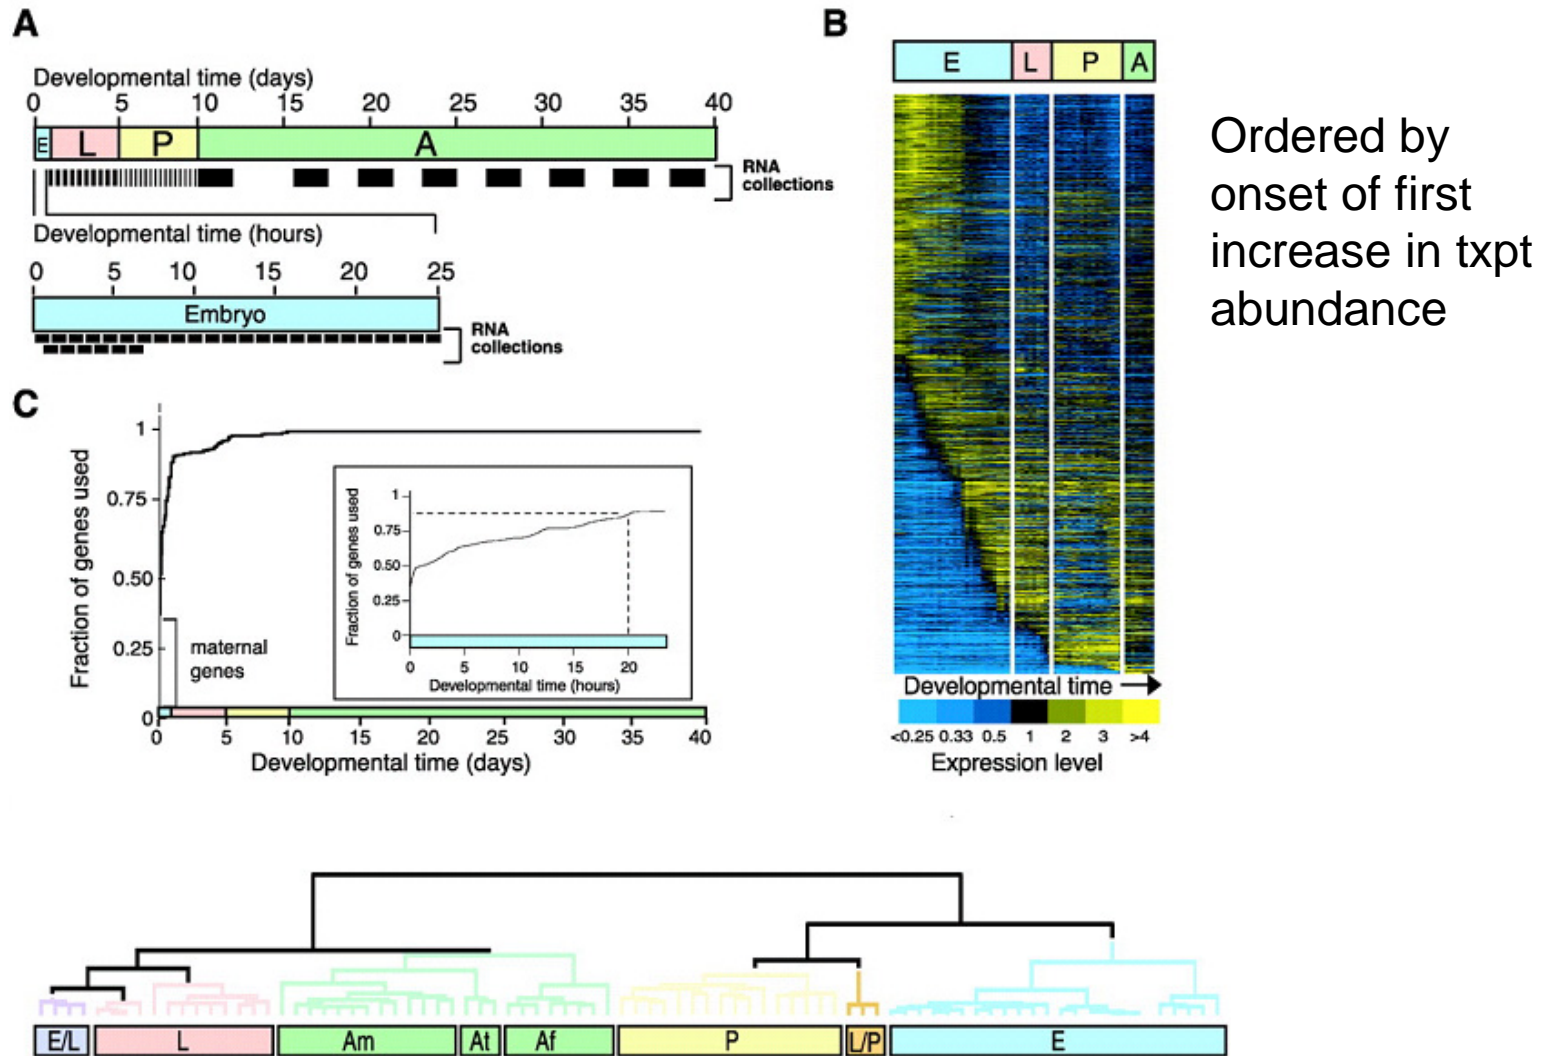 A
Developmental time (days)
0 5 10 15 20 25 30 35 40
E L P A
RNA
collections
Developmental time (hours)
0 5 10 15 20 25
Embryo
RNA
collections
B
E L P A
Developmental time
<0.25 0.33 0.5 1 2 3 >4
Expression level
Ordered by
onset of first
increase in txpt
abundance
C
Fraction of genes used
1
0.75
0.50
0.25
0
maternal
genes
0 5 10 15 20 25 30 35 40
Developmental time (days)
Fraction of genes used
1
0.75
0.50
0.25
0
0 5 10 15 20
Developmental time (hours)
E/L L Am At Af P L/P E